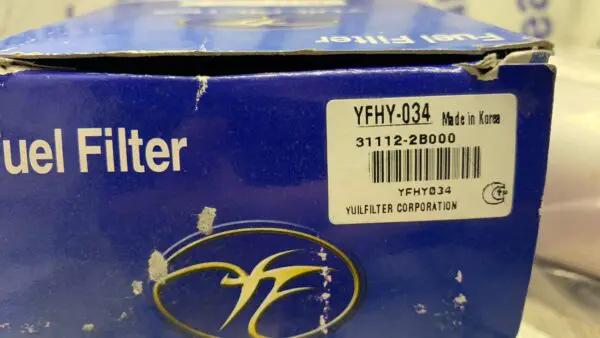 Fuel Filter
uel Filter
YFHY-034 Made in Korea
31112-2B000
YFHY034
YUILFILTER CORPORATION